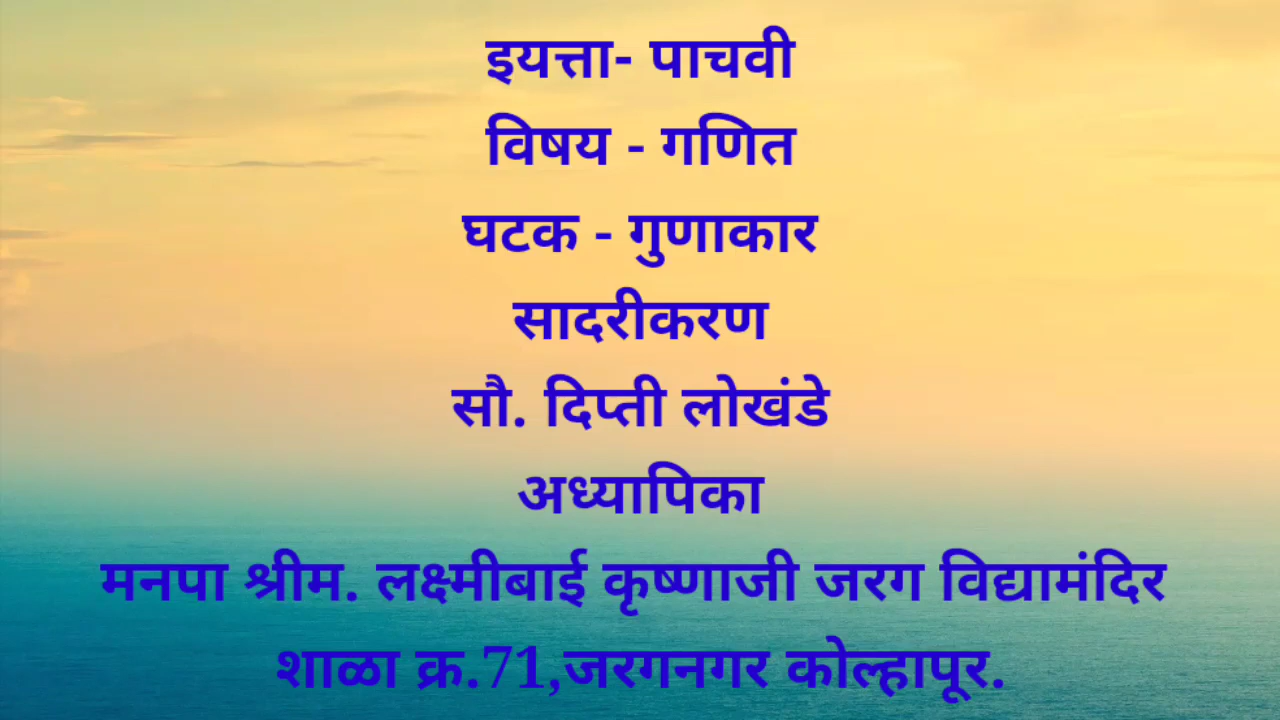 इयत्ता- पाचवी
विषय - गणित
घटक - गुणाकार
सादरीकरण
सौ. दिप्ती लोखंडे
अध्यापिका
मनपा श्रीम. लक्ष्मीबाई कृष्णाजी जरग विद्यामंदिर
शाळा क्र.71,जरगनगर कोल्हापूर.